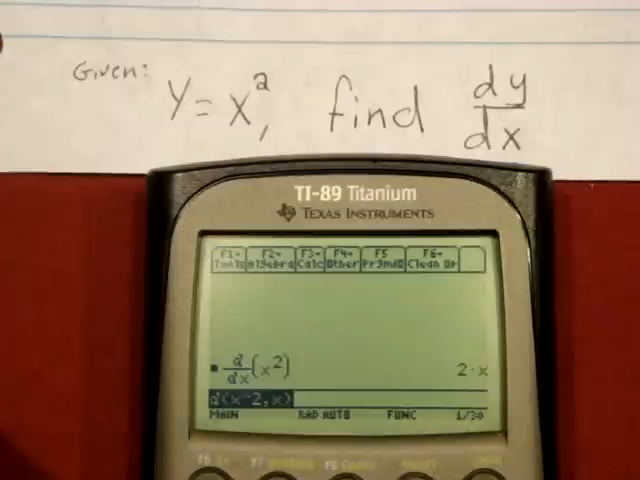 Given: y = x², find dy/dx
TI-89 Titanium
TEXAS INSTRUMENTS
F1▾ F2▾ F3▾ F4▾ F5 F6▾
Tools Algebra Calc Other PrgmIO Clean Up
▪ d/dx(x²) 2·x
d(x^2,x)
MAIN RAD AUTO FUNC 1/30